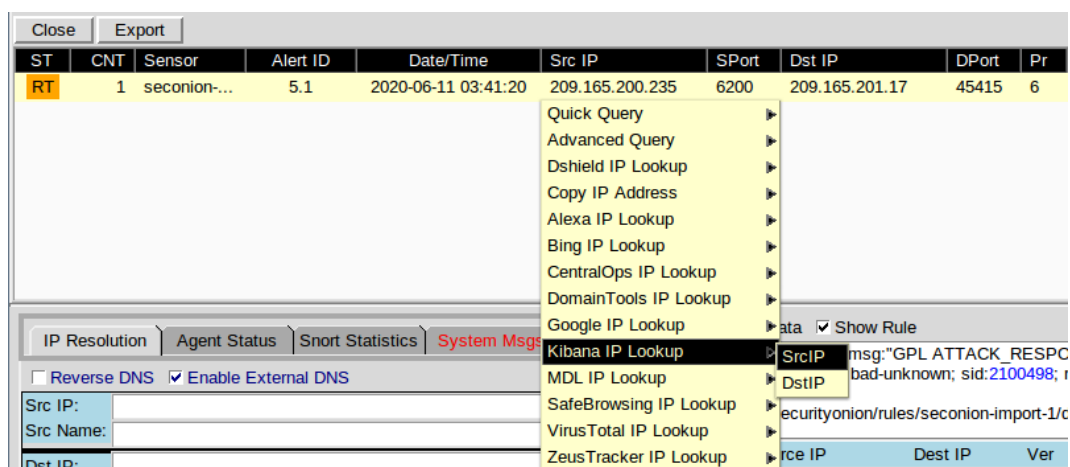 Close Export
ST CNT Sensor Alert ID Date/Time Src IP SPort Dst IP DPort Pr
RT 1 seconion-... 5.1 2020-06-11 03:41:20 209.165.200.235 6200 209.165.201.17 45415 6
Quick Query
Advanced Query
Dshield IP Lookup
Copy IP Address
Alexa IP Lookup
Bing IP Lookup
CentralOps IP Lookup
DomainTools IP Lookup
Google IP Lookup
Kibana IP Lookup
MDL IP Lookup
SafeBrowsing IP Lookup
VirusTotal IP Lookup
ZeusTracker IP Lookup
SrcIP
DstIP
IP Resolution Agent Status Snort Statistics System Msgs
Reverse DNS Enable External DNS
Src IP:
Src Name:
Dst IP:
ata Show Rule
msg:"GPL ATTACK_RESPO
bad-unknown; sid:2100498; r
ecurityonion/rules/seconion-import-1/d
rce IP Dest IP Ver